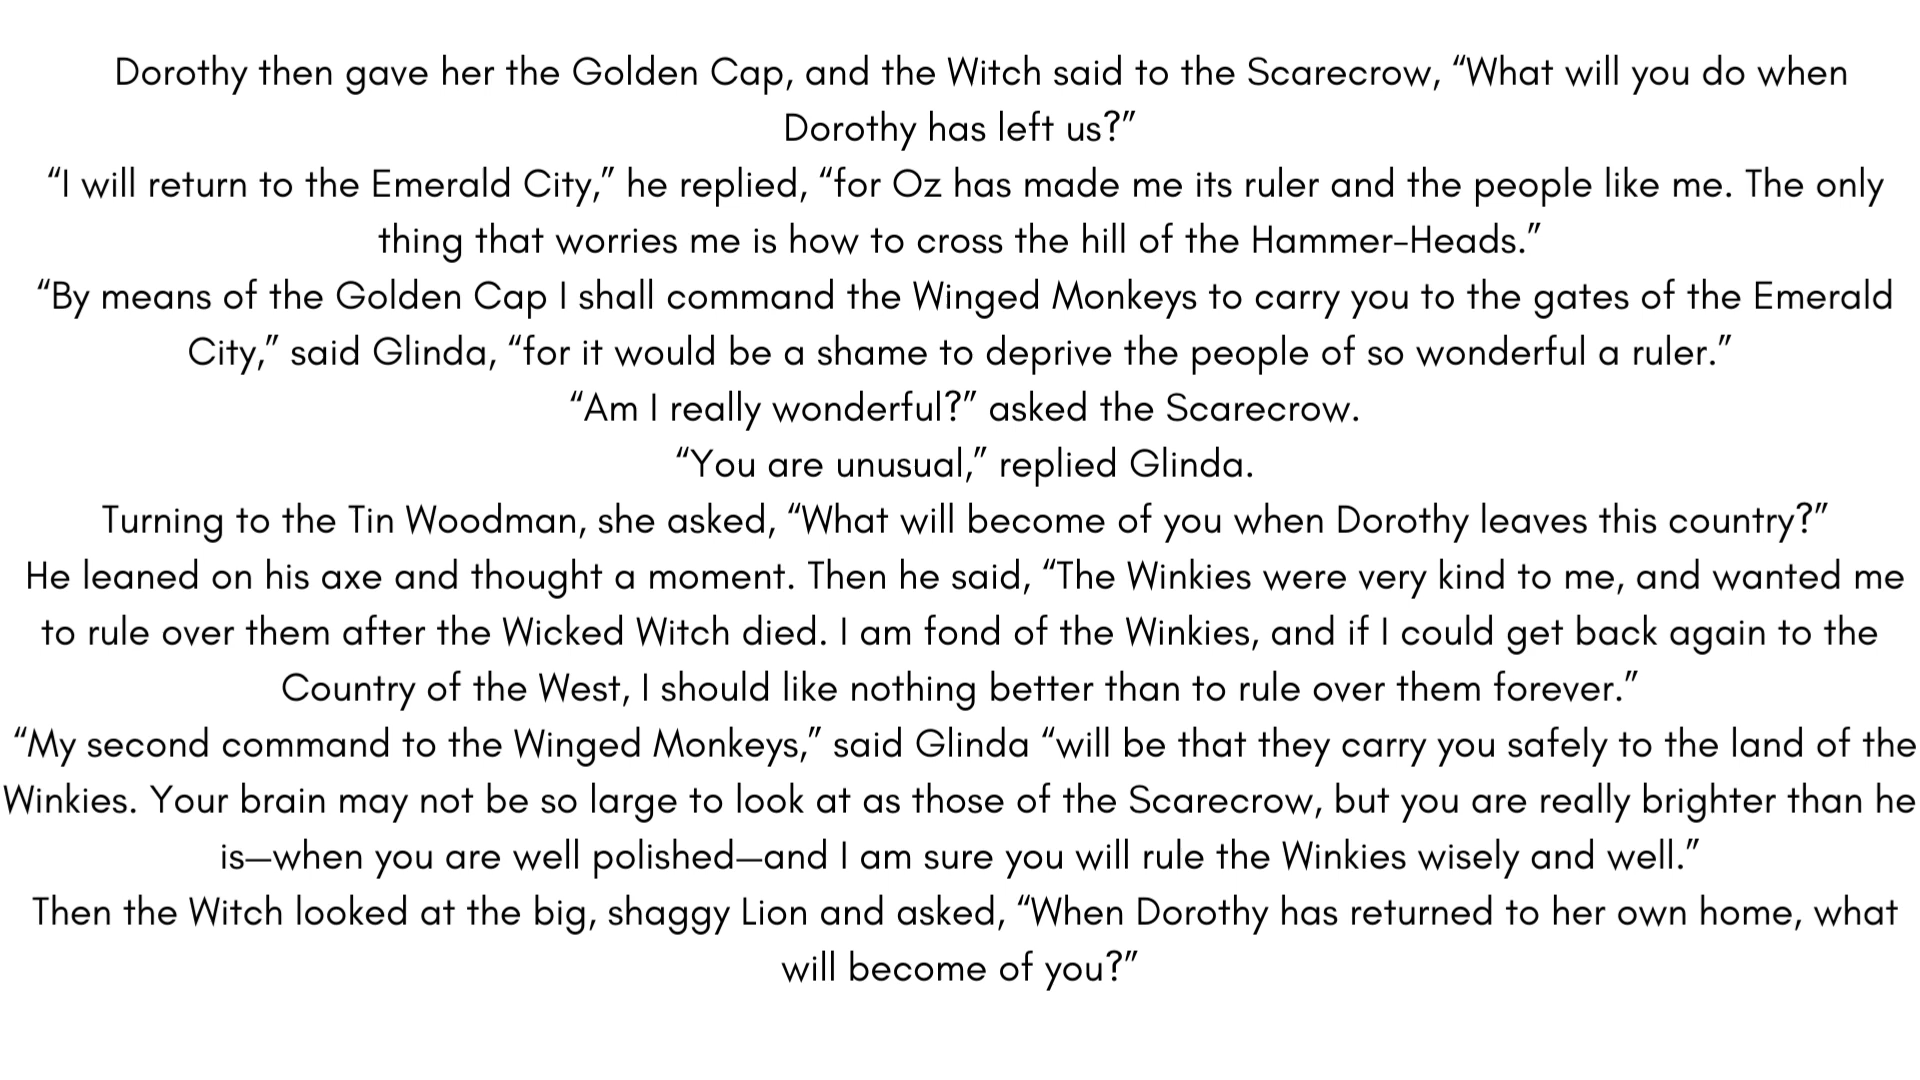 Dorothy then gave her the Golden Cap, and the Witch said to the Scarecrow, “What will you do when
Dorothy has left us?”
“I will return to the Emerald City,” he replied, “for Oz has made me its ruler and the people like me. The only
thing that worries me is how to cross the hill of the Hammer-Heads.”
“By means of the Golden Cap I shall command the Winged Monkeys to carry you to the gates of the Emerald
City,” said Glinda, “for it would be a shame to deprive the people of so wonderful a ruler.”
“Am I really wonderful?” asked the Scarecrow.
“You are unusual,” replied Glinda.
Turning to the Tin Woodman, she asked, “What will become of you when Dorothy leaves this country?”
He leaned on his axe and thought a moment. Then he said, “The Winkies were very kind to me, and wanted me
to rule over them after the Wicked Witch died. I am fond of the Winkies, and if I could get back again to the
Country of the West, I should like nothing better than to rule over them forever.”
“My second command to the Winged Monkeys,” said Glinda “will be that they carry you safely to the land of the
Winkies. Your brain may not be so large to look at as those of the Scarecrow, but you are really brighter than he
is—when you are well polished—and I am sure you will rule the Winkies wisely and well.”
Then the Witch looked at the big, shaggy Lion and asked, “When Dorothy has returned to her own home, what
will become of you?”